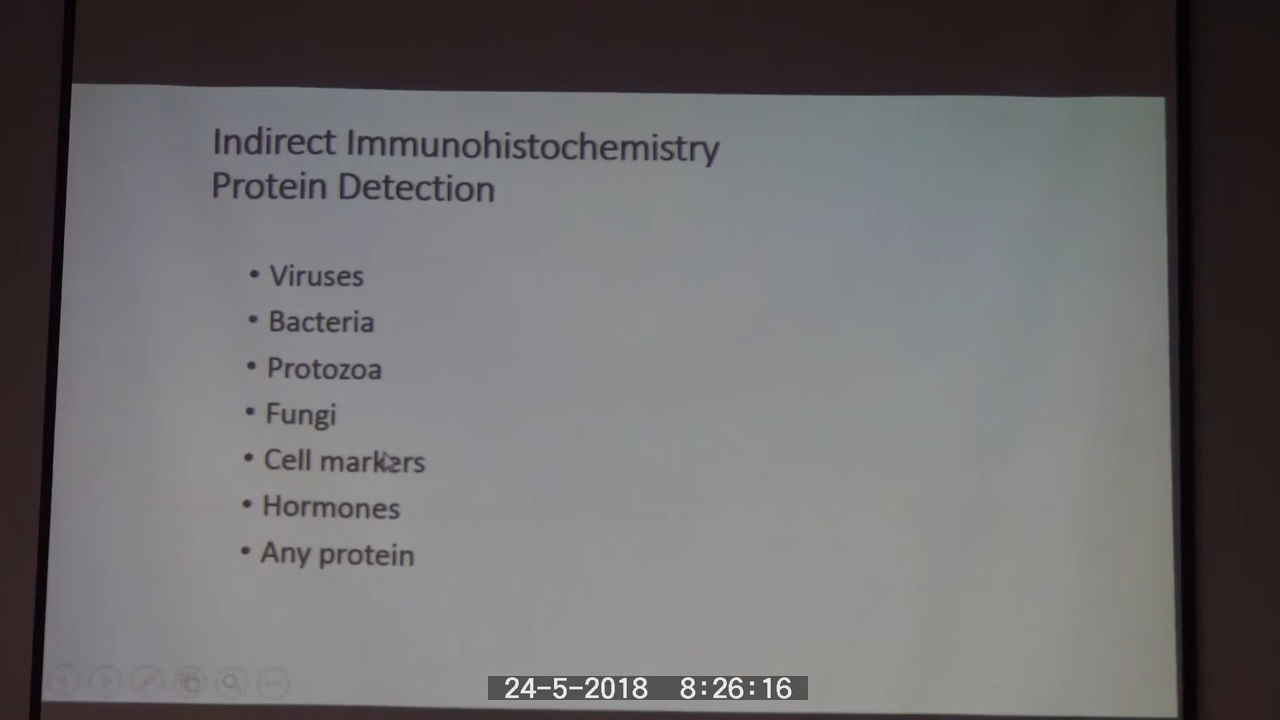 Indirect Immunohistochemistry
Protein Detection
• Viruses
• Bacteria
• Protozoa
• Fungi
• Cell markers
• Hormones
• Any protein
24-5-2018 8:26:16